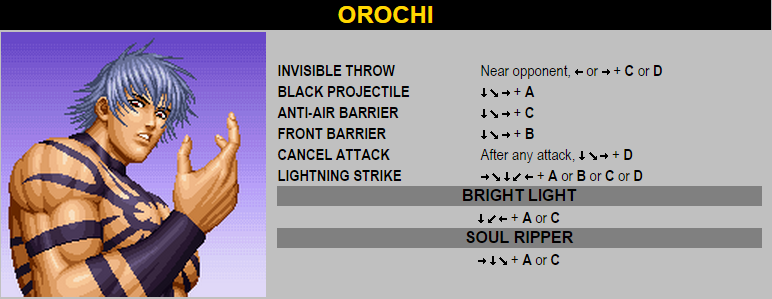 OROCHI
INVISIBLE THROW Near opponent, ← or → + C or D
BLACK PROJECTILE ↓↘→ + A
ANTI-AIR BARRIER ↓↘→ + C
FRONT BARRIER ↓↘→ + B
CANCEL ATTACK After any attack, ↓↘→ + D
LIGHTNING STRIKE →↘↓↙← + A or B or C or D
BRIGHT LIGHT
↓↙← + A or C
SOUL RIPPER
→↓↘ + A or C